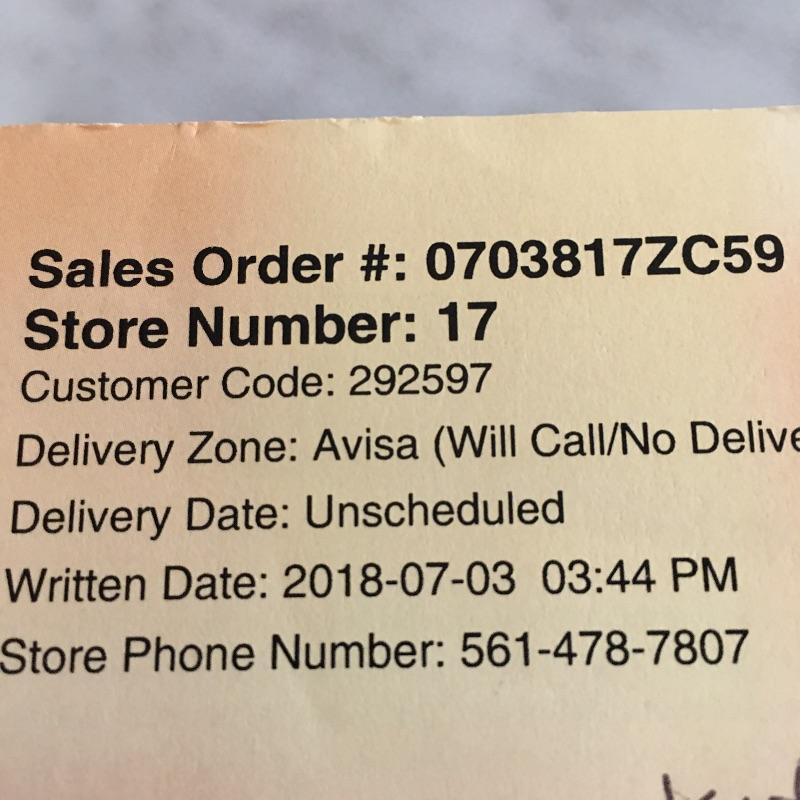 Sales Order #: 0703817ZC59
Store Number: 17
Customer Code: 292597
Delivery Zone: Avisa (Will Call/No Delive
Delivery Date: Unscheduled
Written Date: 2018-07-03 03:44 PM
Store Phone Number: 561-478-7807